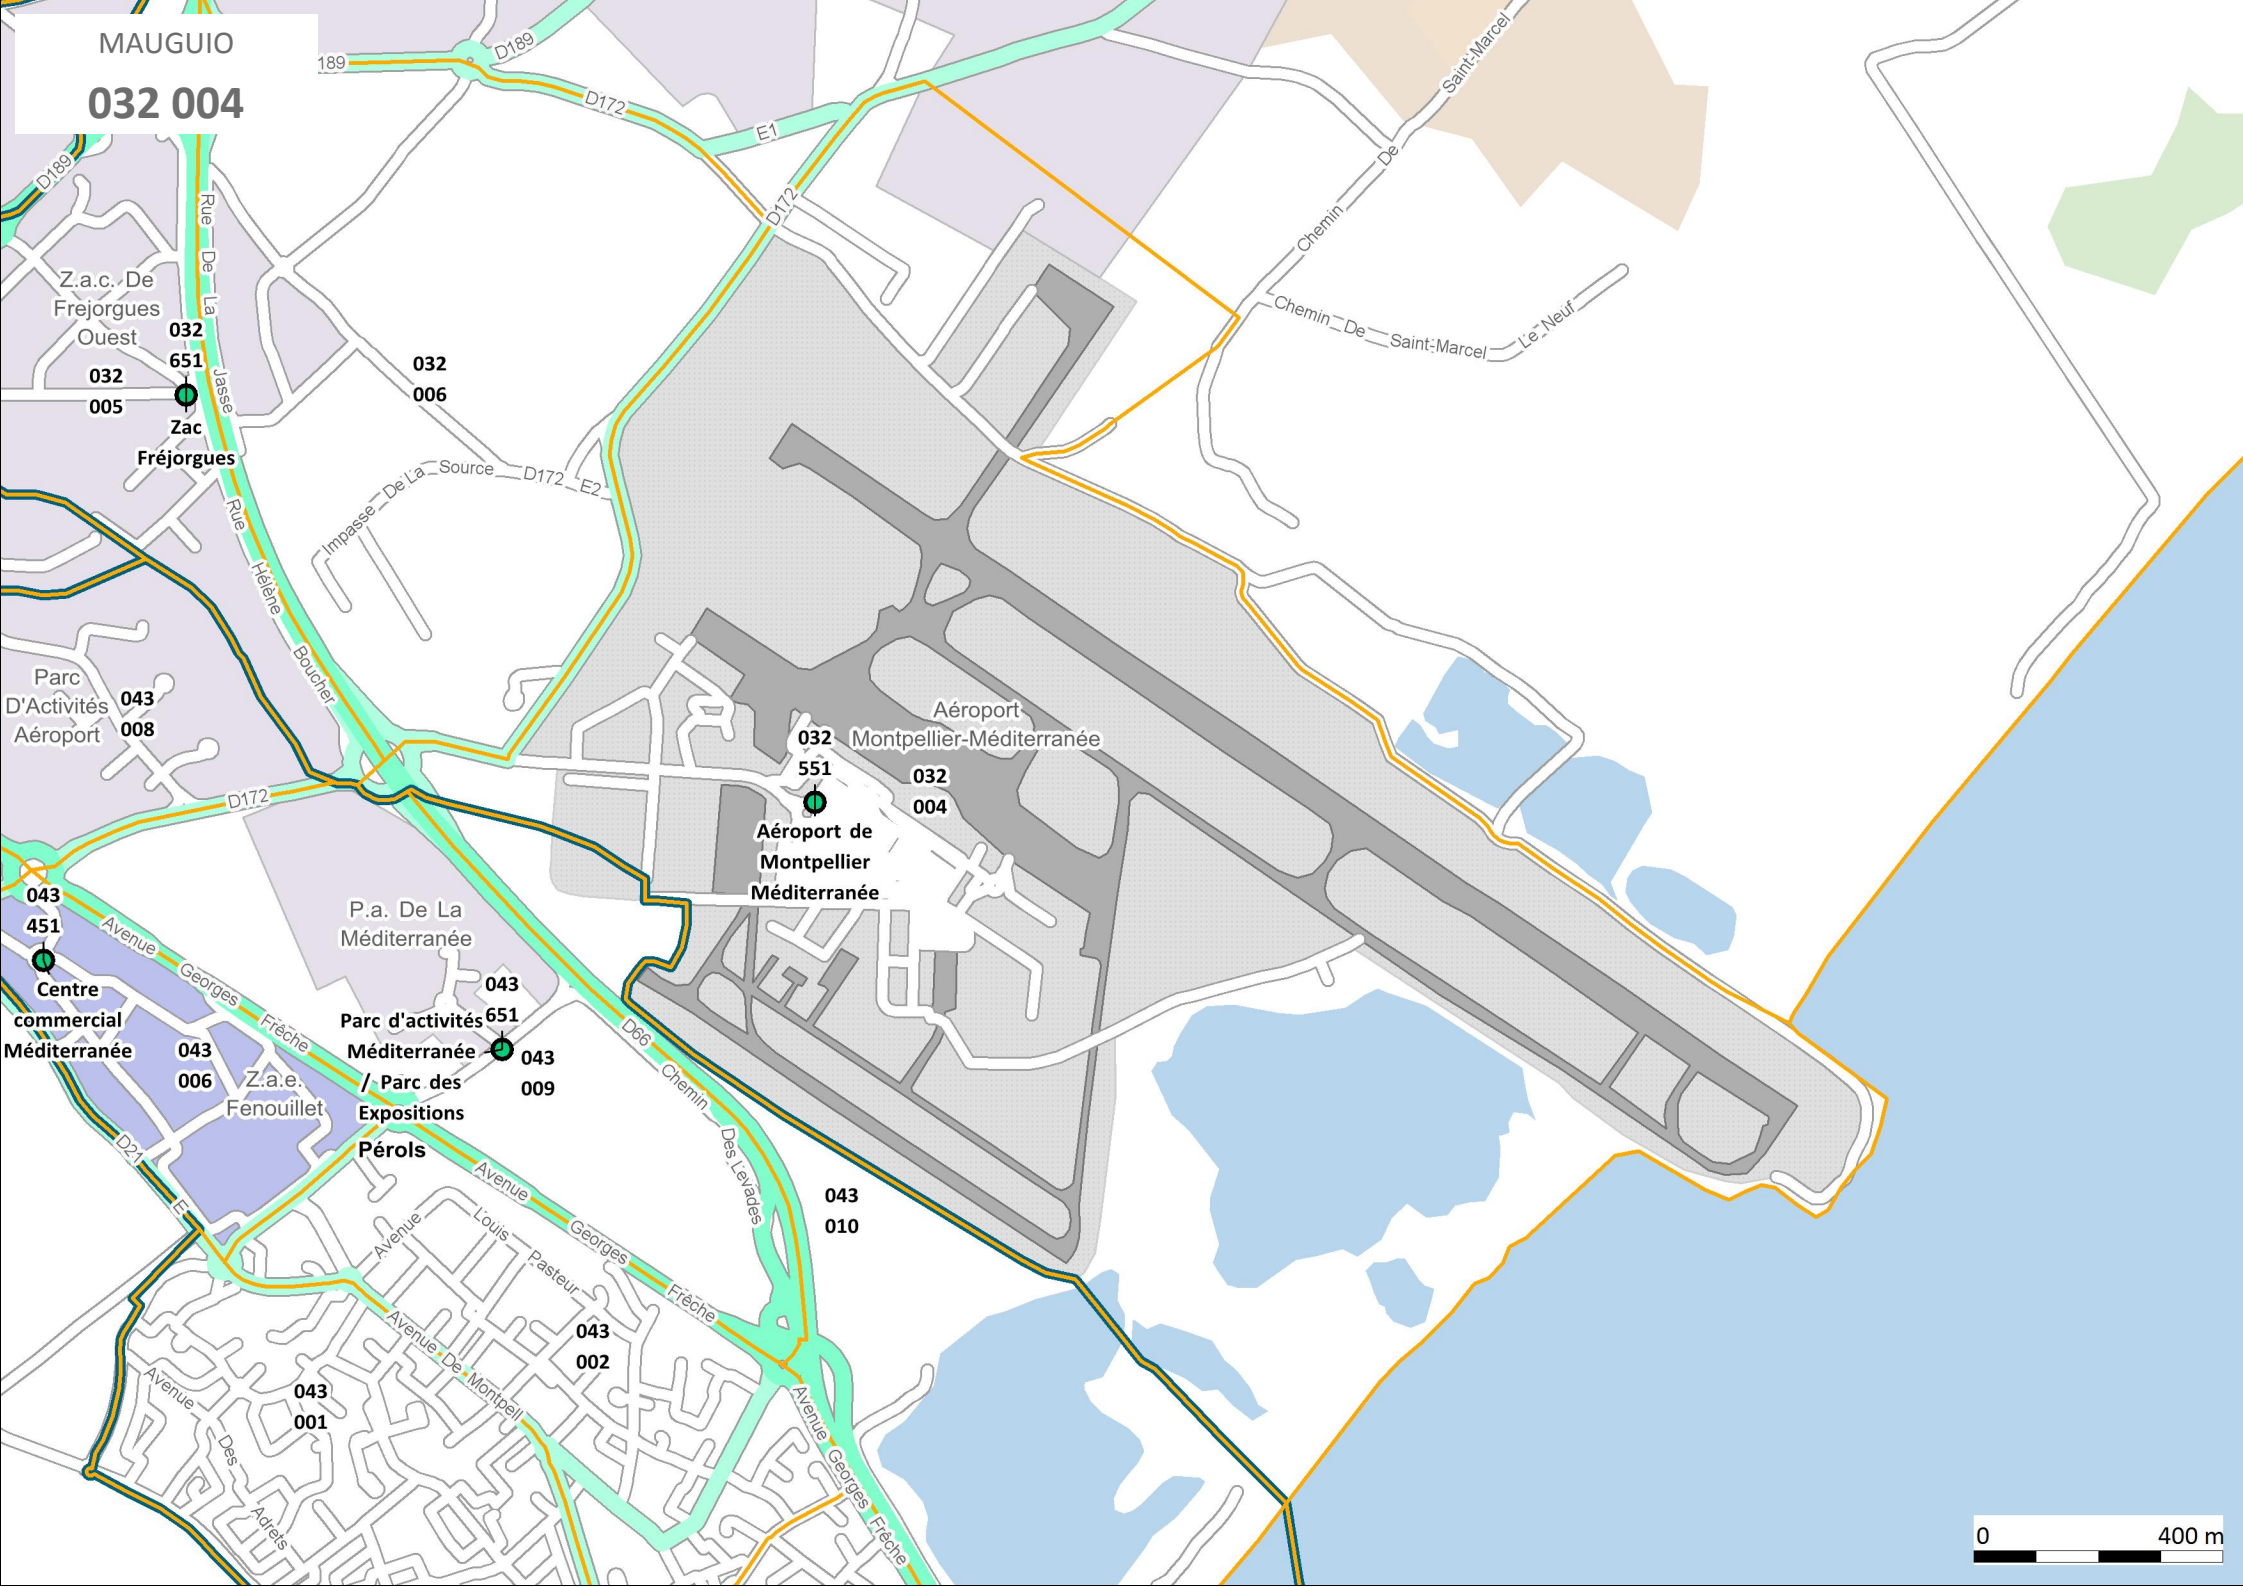 MAUGUIO
032 004
189
D189
D172
E1
D172
D189
Saint-Marcel
De
Chemin
Chemin De Saint-Marcel Le Neuf
Rue De La Jasse
Z.a.c. De
Frejorgues
Ouest
032
651
032
005
Zac
Fréjorgues
032
006
Impasse De La Source
D172 E2
Rue Hélène Boucher
Parc
D'Activités
Aéroport
043
008
D172
Aéroport
Montpellier-Méditerranée
032
551
032
004
Aéroport de
Montpellier
Méditerranée
043
451
Centre
commercial
Méditerranée
Avenue Georges Frêche
P.a. De La
Méditerranée
043
651
Parc d'activités
Méditerranée
/ Parc des
Expositions
Pérols
043
009
043
006
Z.a.e.
Fenouillet
D66
Chemin Des Levades
D21 E
043
010
Avenue Georges Frêche
Avenue Louis Pasteur
043
002
Avenue De Montpell
043
001
Avenue Des Adrets
Avenue Georges Frêche
0 400 m